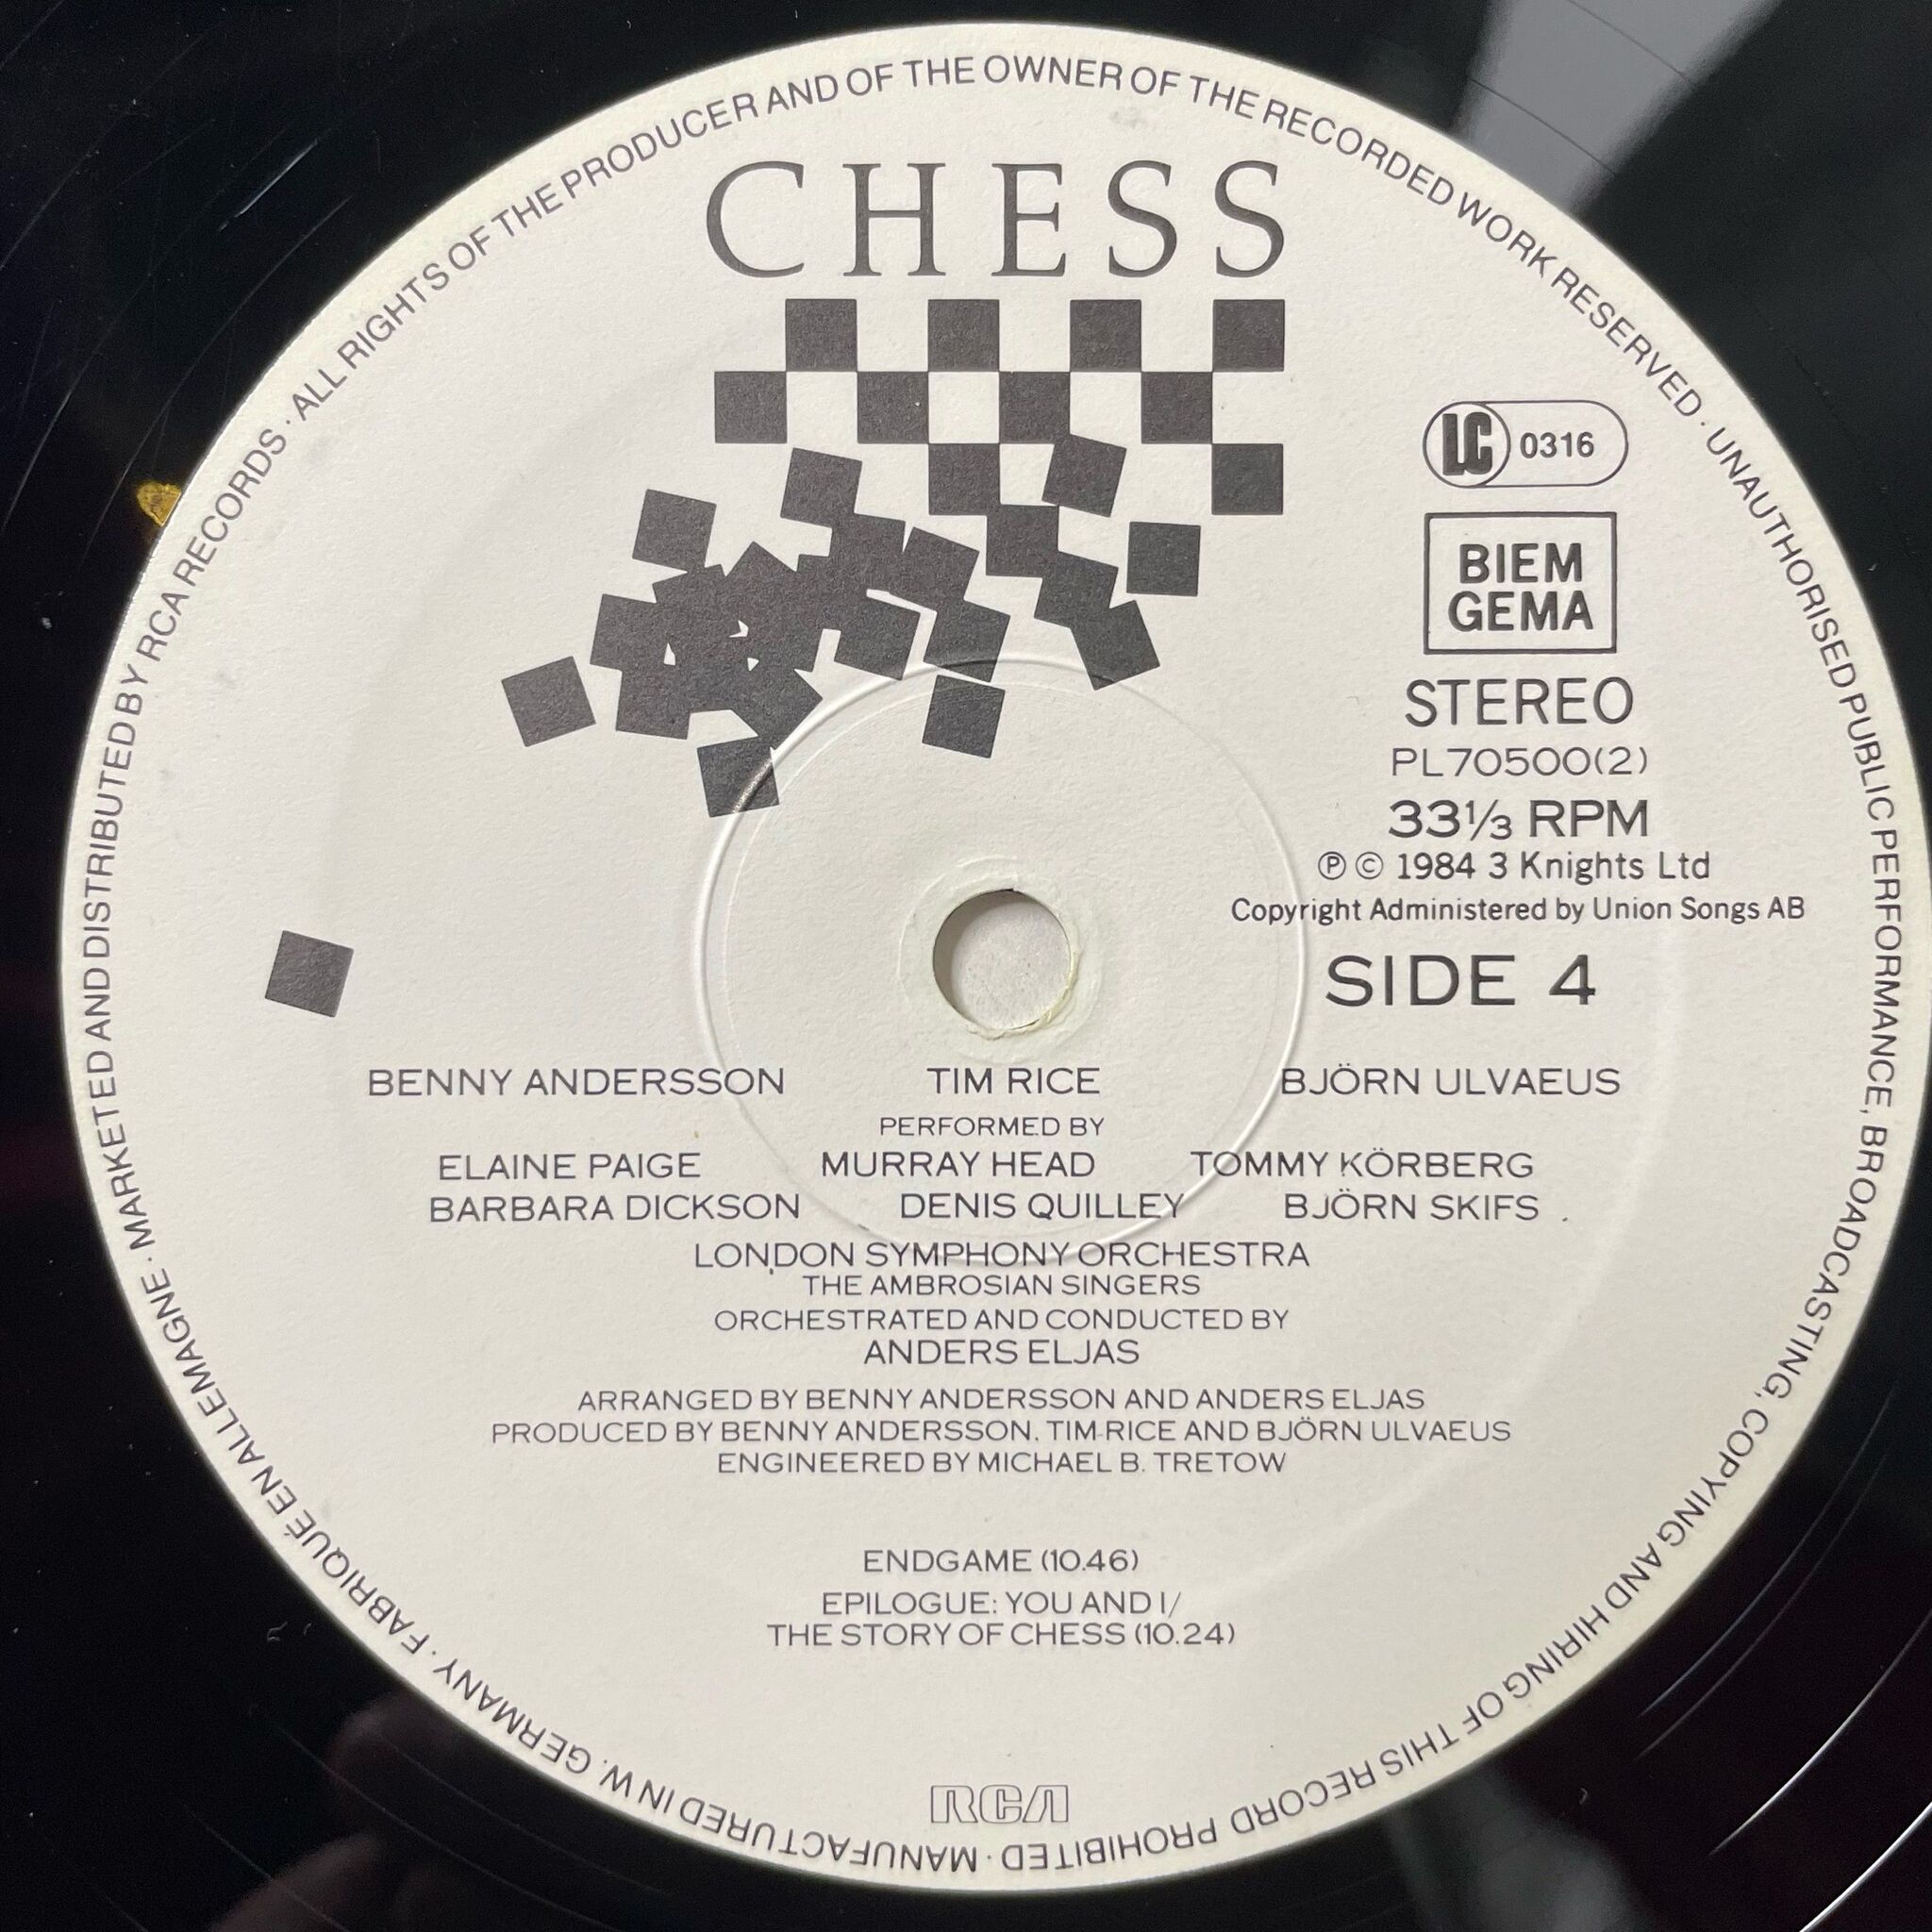 MARKETED AND DISTRIBUTED BY RCA RECORDS · ALL RIGHTS OF THE PRODUCER AND OF THE OWNER OF THE RECORDED WORK RESERVED · UNAUTHORISED PUBLIC PERFORMANCE, BROADCASTING, COPYING AND HIRING OF THIS RECORD PROHIBITED · MANUFACTURED IN W. GERMANY · FABRIQUÉ EN ALLEMAGNE ·
CHESS
LC 0316
BIEM
GEMA
STEREO
PL70500(2)
33⅓ RPM
℗ © 1984 3 Knights Ltd
Copyright Administered by Union Songs AB
SIDE 4
BENNY ANDERSSON TIM RICE BJÖRN ULVAEUS
PERFORMED BY
ELAINE PAIGE MURRAY HEAD TOMMY KÖRBERG
BARBARA DICKSON DENIS QUILLEY BJÖRN SKIFS
LONDON SYMPHONY ORCHESTRA
THE AMBROSIAN SINGERS
ORCHESTRATED AND CONDUCTED BY
ANDERS ELJAS
ARRANGED BY BENNY ANDERSSON AND ANDERS ELJAS
PRODUCED BY BENNY ANDERSSON, TIM RICE AND BJÖRN ULVAEUS
ENGINEERED BY MICHAEL B. TRETOW
ENDGAME (10.46)
EPILOGUE: YOU AND I/
THE STORY OF CHESS (10.24)
RCA